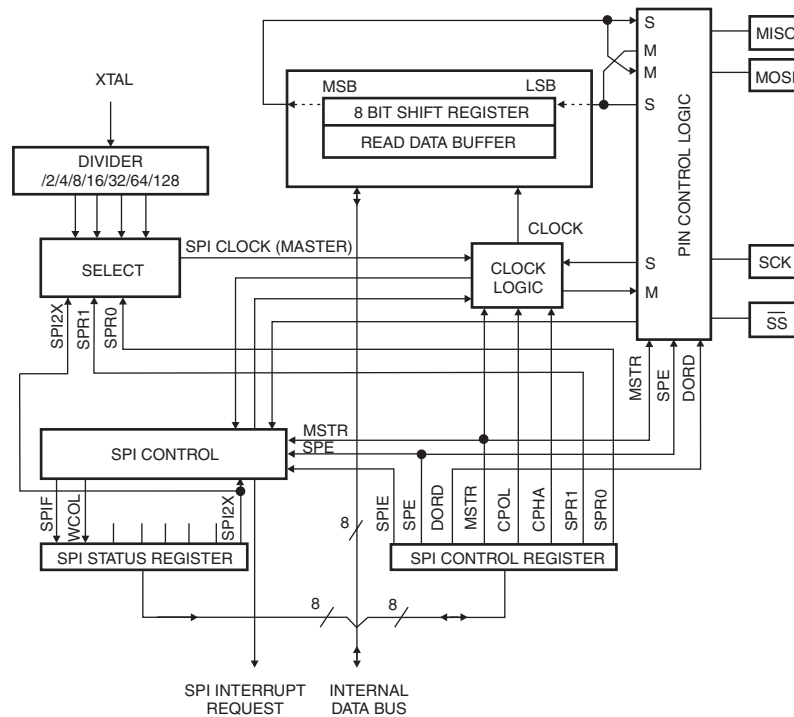 S
MISO
M
M
MOSI
MSB
LSB
XTAL
8 BIT SHIFT REGISTER
S
READ DATA BUFFER
DIVIDER
/2/4/8/16/32/64/128
PIN CONTROL LOGIC
CLOCK
SPI CLOCK (MASTER)
SELECT
CLOCK
LOGIC
S
SCK
M
SS
SPI2X
SPR1
SPR0
MSTR
SPE
DORD
MSTR
SPE
SPI CONTROL
SPIF
WCOL
SPI2X
SPIE
SPE
DORD
MSTR
CPOL
CPHA
SPR1
SPR0
8
SPI STATUS REGISTER
SPI CONTROL REGISTER
8
8
SPI INTERRUPT
REQUEST
INTERNAL
DATA BUS